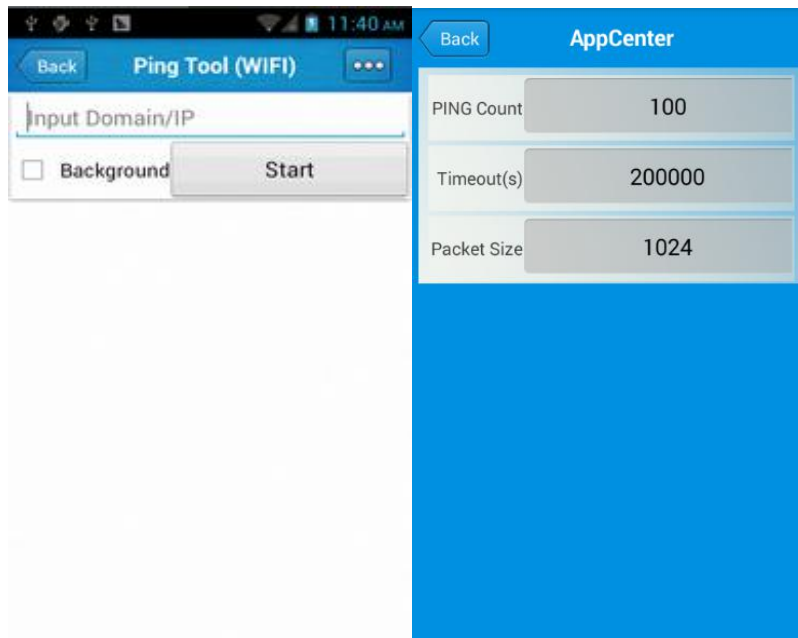 11:40 AM
Back
Ping Tool (WIFI)
Input Domain/IP
Background
Start
Back
AppCenter
PING Count
100
Timeout(s)
200000
Packet Size
1024